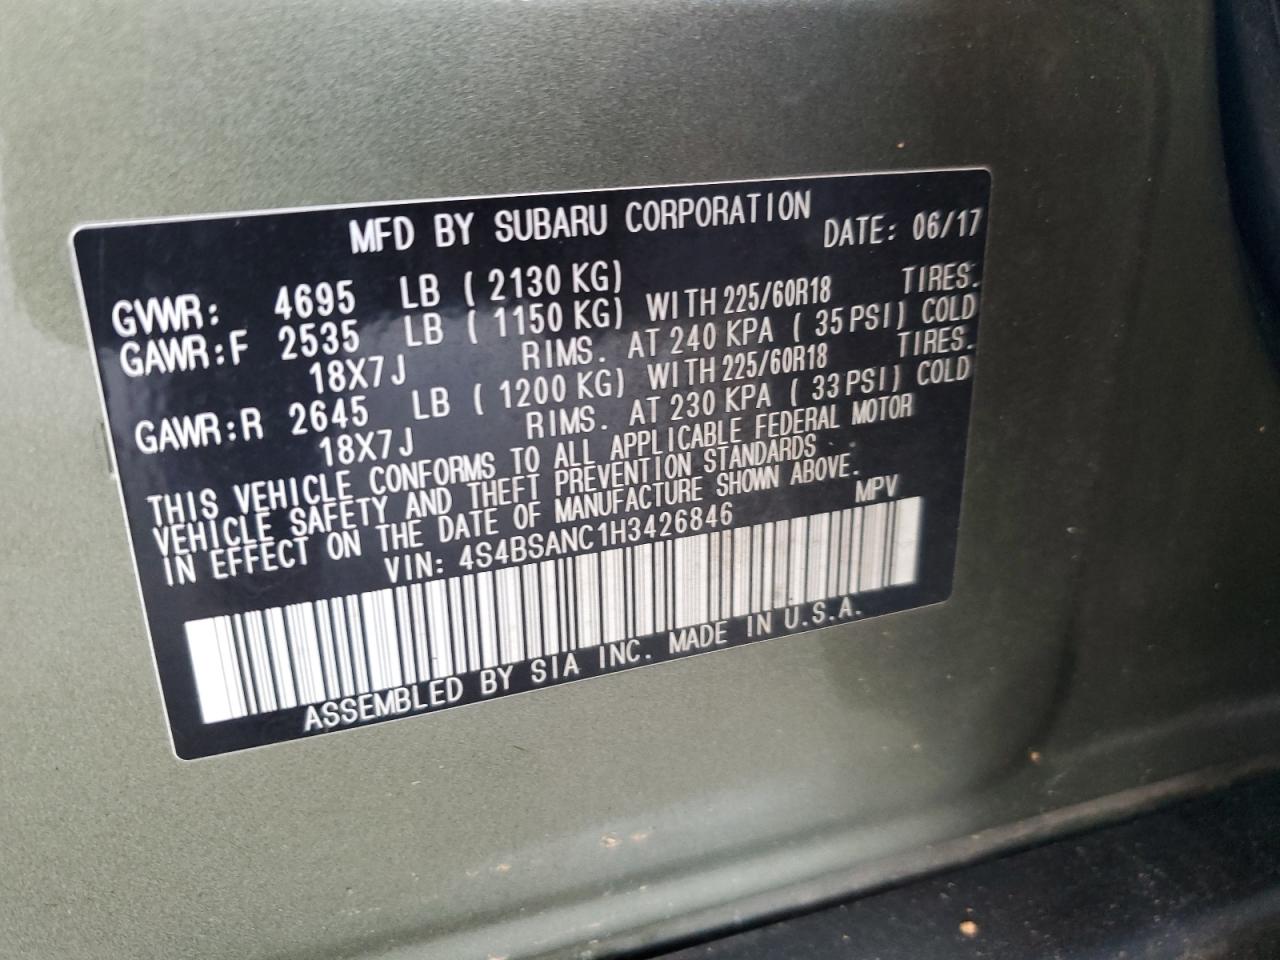 MFD BY SUBARU CORPORATION DATE: 06/17
GVWR: 4695 LB ( 2130 KG)
GAWR:F 2535 LB ( 1150 KG) WITH 225/60R18 TIRES.
18X7J RIMS. AT 240 KPA ( 35 PSI) COLD
GAWR:R 2645 LB ( 1200 KG) WITH 225/60R18 TIRES.
18X7J RIMS. AT 230 KPA ( 33 PSI) COLD
THIS VEHICLE CONFORMS TO ALL APPLICABLE FEDERAL MOTOR
VEHICLE SAFETY AND THEFT PREVENTION STANDARDS
IN EFFECT ON THE DATE OF MANUFACTURE SHOWN ABOVE.
VIN: 4S4BSANC1H3426846 MPV
ASSEMBLED BY SIA INC. MADE IN U.S.A.